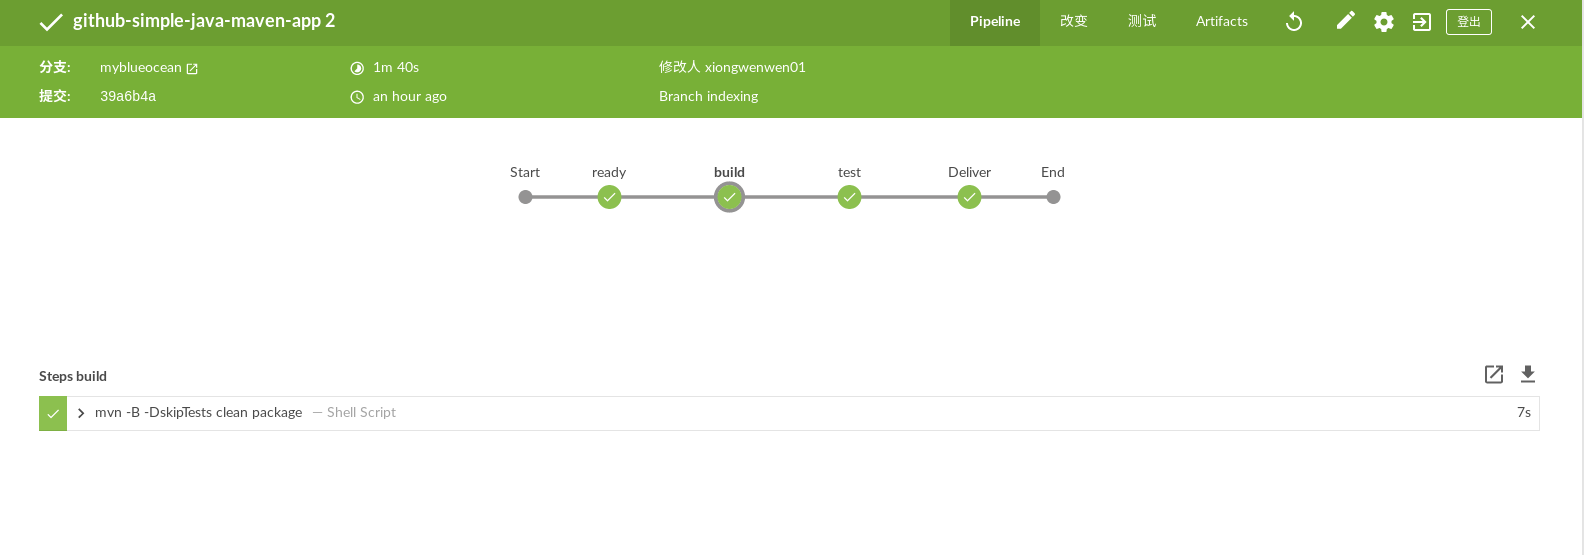 github-simple-java-maven-app 2
Pipeline 改变 测试 Artifacts 登出
分支: myblueocean 1m 40s 修改人 xiongwenwen01
提交: 39a6b4a an hour ago Branch indexing
Start ready build test Deliver End
Steps build
mvn -B -DskipTests clean package — Shell Script 7s